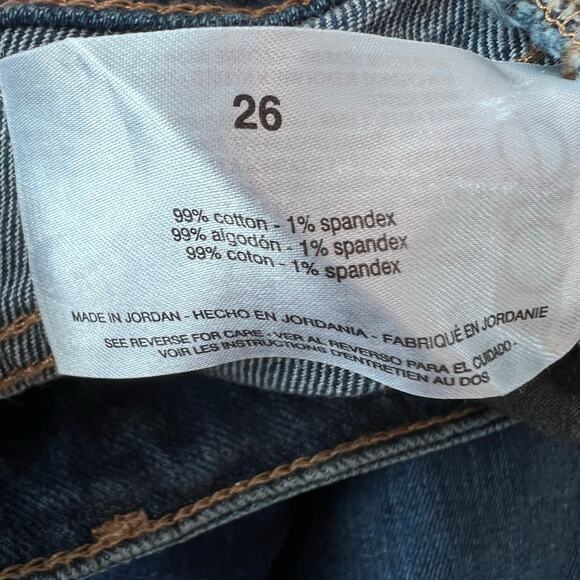 26
99% cotton - 1% spandex
99% algodón - 1% spandex
99% coton - 1% spandex
MADE IN JORDAN - HECHO EN JORDANIA - FABRIQUÉ EN JORDANIE
SEE REVERSE FOR CARE - VER AL REVERSO PARA EL CUIDADO -
VOIR LES INSTRUCTIONS D'ENTRETIEN AU DOS